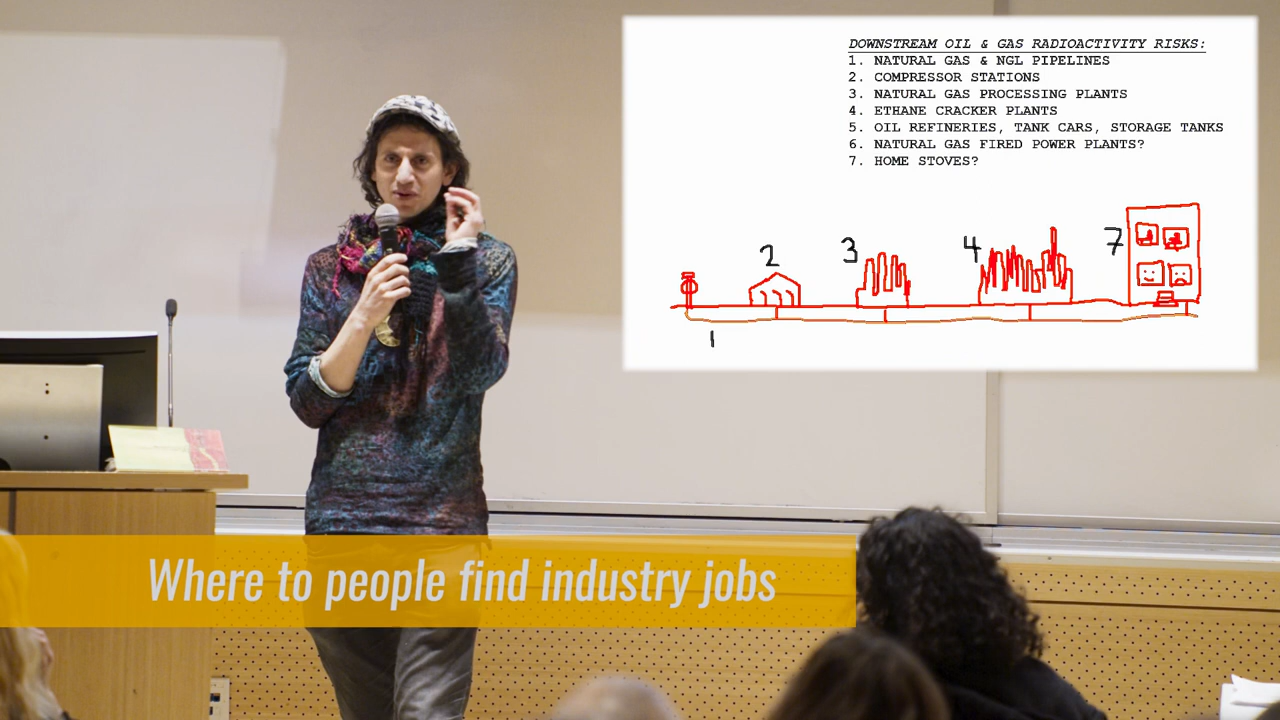 DOWNSTREAM OIL & GAS RADIOACTIVITY RISKS:
1. NATURAL GAS & NGL PIPELINES
2. COMPRESSOR STATIONS
3. NATURAL GAS PROCESSING PLANTS
4. ETHANE CRACKER PLANTS
5. OIL REFINERIES, TANK CARS, STORAGE TANKS
6. NATURAL GAS FIRED POWER PLANTS?
7. HOME STOVES?
2
3
4
7
1
Where to people find industry jobs